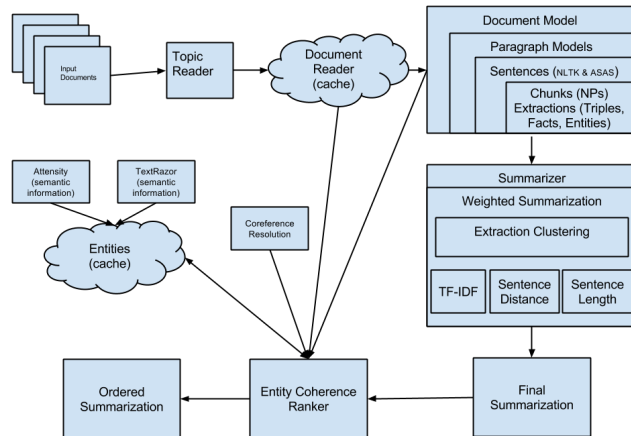 Input
Documents
Topic
Reader
Document
Reader
(cache)
Document Model
Paragraph Models
Sentences (NLTK & ASAS)
Chunks (NPs)
Extractions (Triples,
Facts, Entities)
Attensity
(semantic
information)
TextRazor
(semantic
information)
Entities
(cache)
Coreference
Resolution
Summarizer
Weighted Summarization
Extraction Clustering
TF-IDF
Sentence
Distance
Sentence
Length
Ordered
Summarization
Entity Coherence
Ranker
Final
Summarization